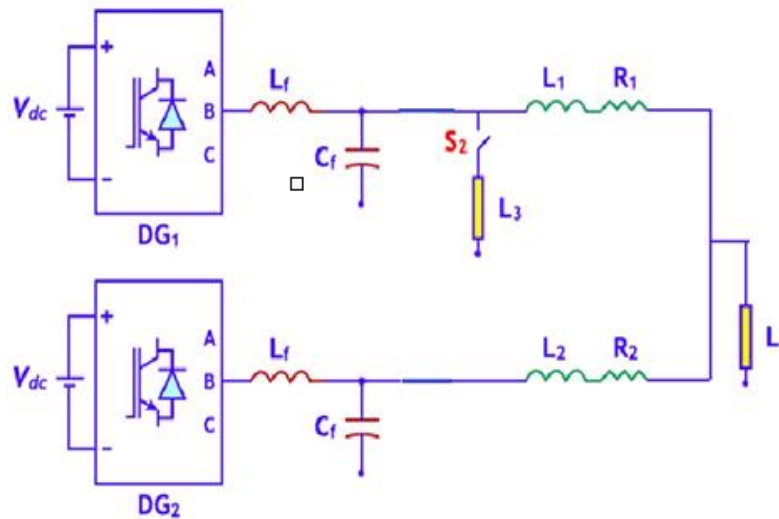 +
A
Lf
L1
R1
Vdc
B
S2
C
Cf
-
L3
DG1
+
A
Lf
L2
R2
L
Vdc
B
C
Cf
-
DG2